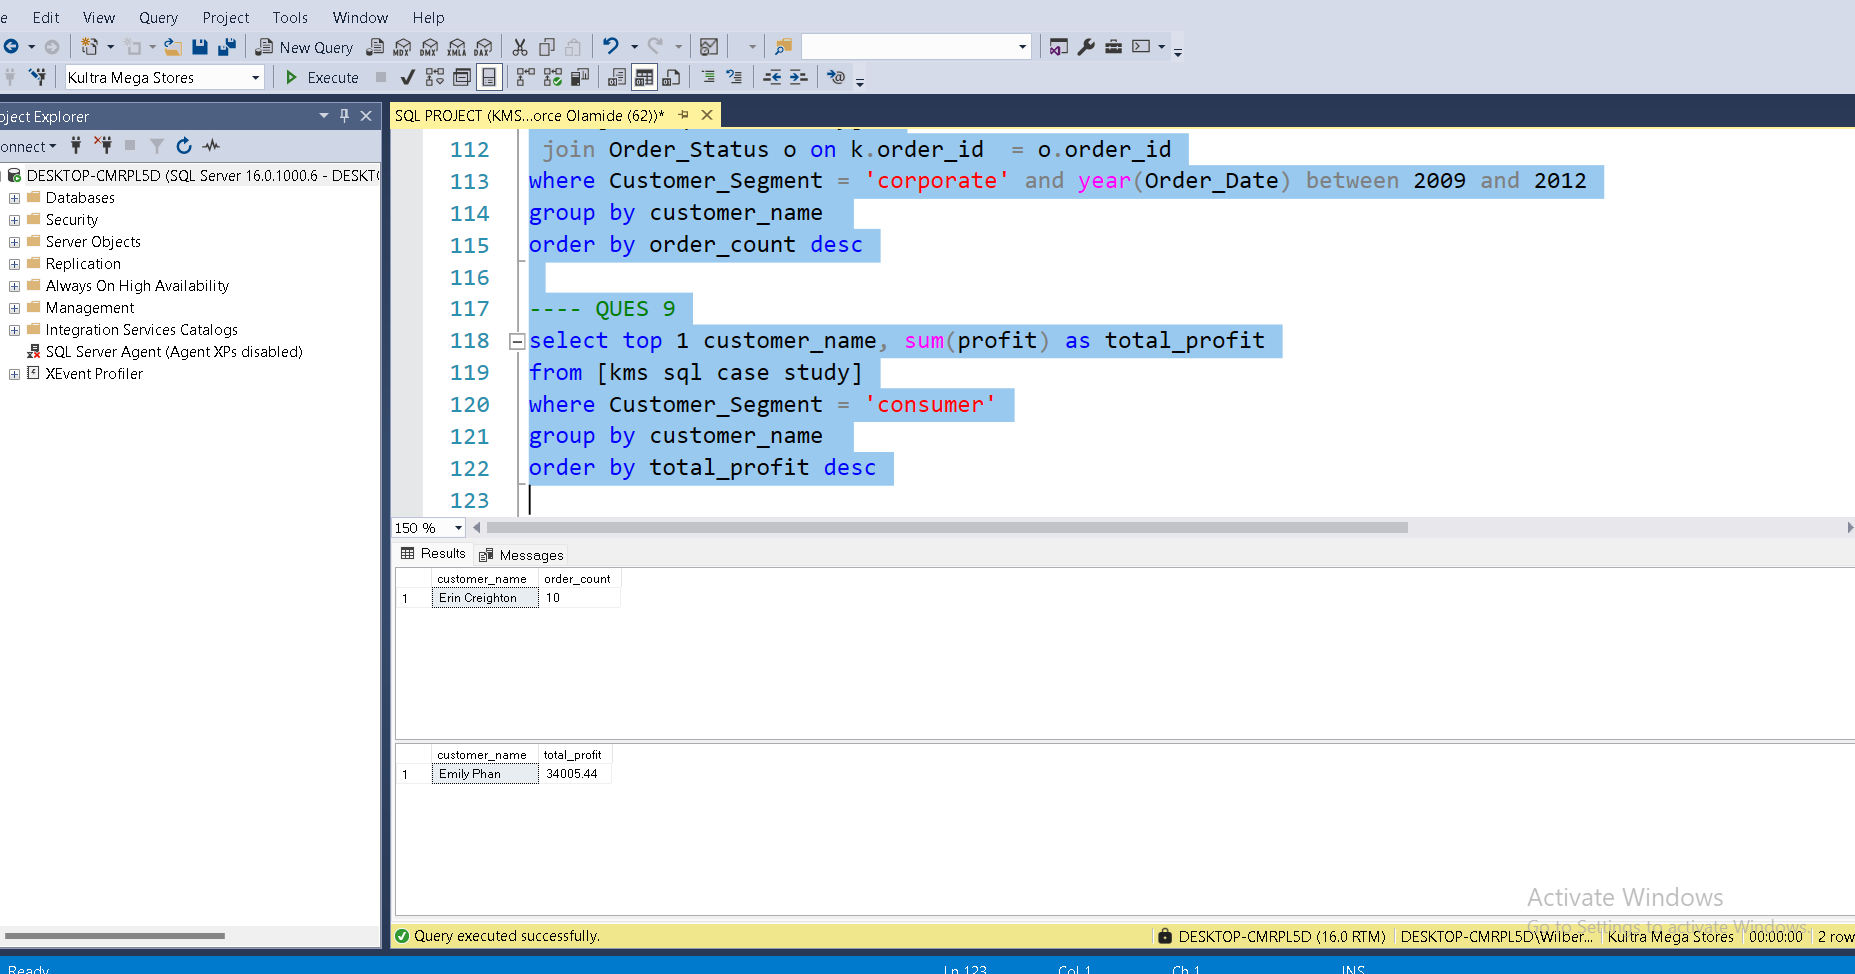 e Edit View Query Project Tools Window Help
New Query MDX DMX XMLA DAX
Kultra Mega Stores Execute
bject Explorer
onnect
DESKTOP-CMRPL5D (SQL Server 16.0.1000.6 - DESKT
Databases
Security
Server Objects
Replication
Always On High Availability
Management
Integration Services Catalogs
SQL Server Agent (Agent XPs disabled)
XEvent Profiler
SQL PROJECT (KMS...orce Olamide (62))*
112 join Order_Status o on k.order_id  = o.order_id
113 where Customer_Segment = 'corporate' and year(Order_Date) between 2009 and 2012
114 group by customer_name
115 order by order_count desc
116
117 ---- QUES 9
118 select top 1 customer_name, sum(profit) as total_profit
119 from [kms sql case study]
120 where Customer_Segment = 'consumer'
121 group by customer_name
122 order by total_profit desc
123
150 %
Results Messages
customer_name order_count
1 Erin Creighton 10
customer_name total_profit
1 Emily Phan 34005.44
Activate Windows
Go to Settings to activate Windows.
Query executed successfully. DESKTOP-CMRPL5D (16.0 RTM) DESKTOP-CMRPL5D\Wilber... Kultra Mega Stores 00:00:00 2 row
Ready Ln 123 Col 1 Ch 1 INS